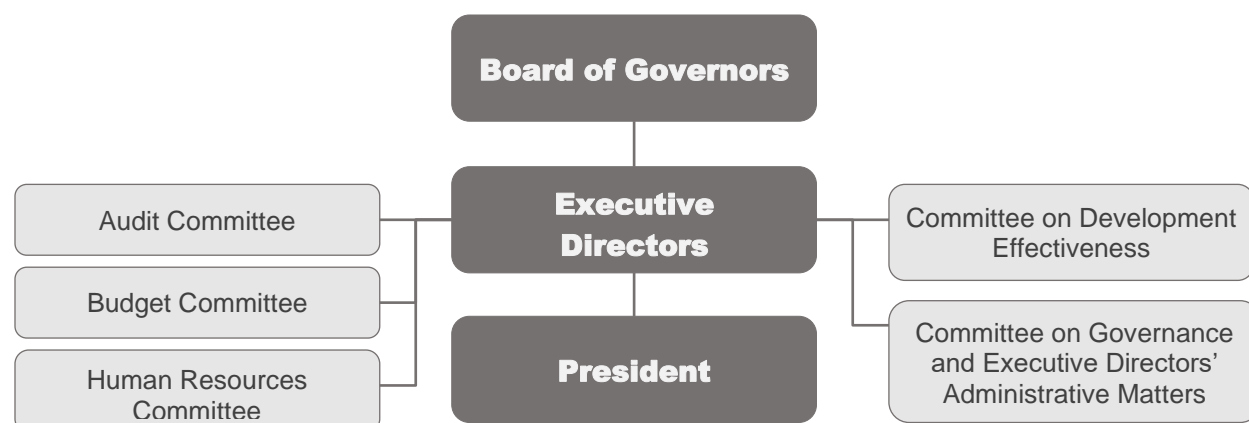 Board of Governors
Executive
Directors
President
Audit Committee
Budget Committee
Human Resources
Committee
Committee on Development
Effectiveness
Committee on Governance
and Executive Directors’
Administrative Matters